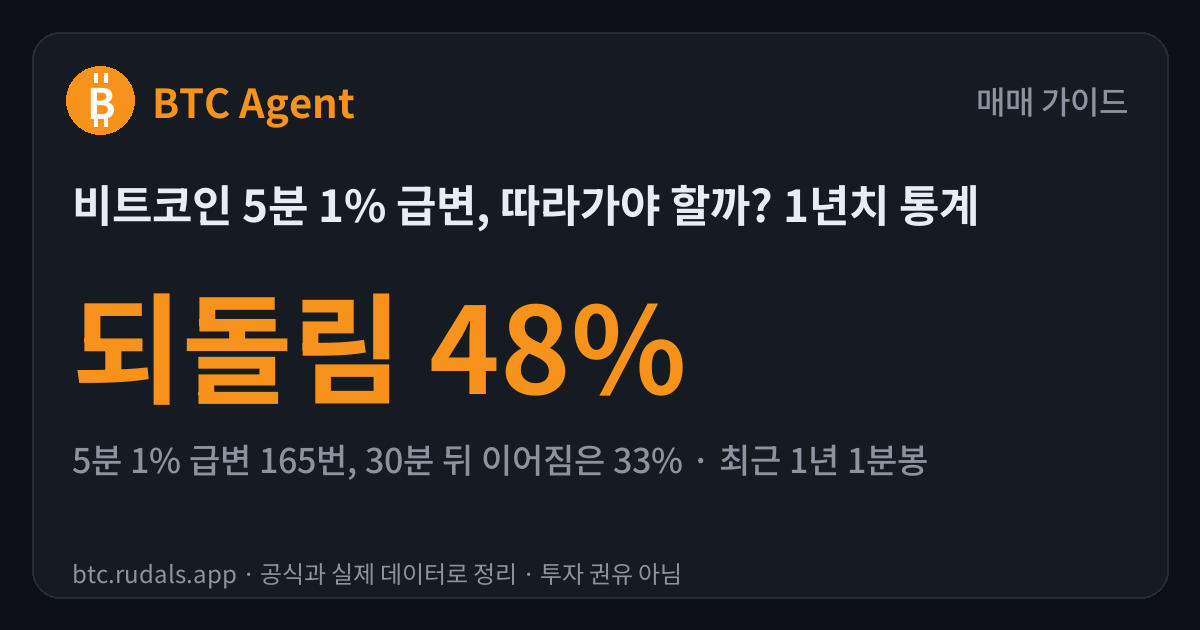 BTC Agent
매매 가이드
비트코인 5분 1% 급변, 따라가야 할까? 1년치 통계
되돌림 48%
5분 1% 급변 165번, 30분 뒤 이어짐은 33% · 최근 1년 1분봉
btc.rudals.app · 공식과 실제 데이터로 정리 · 투자 권유 아님